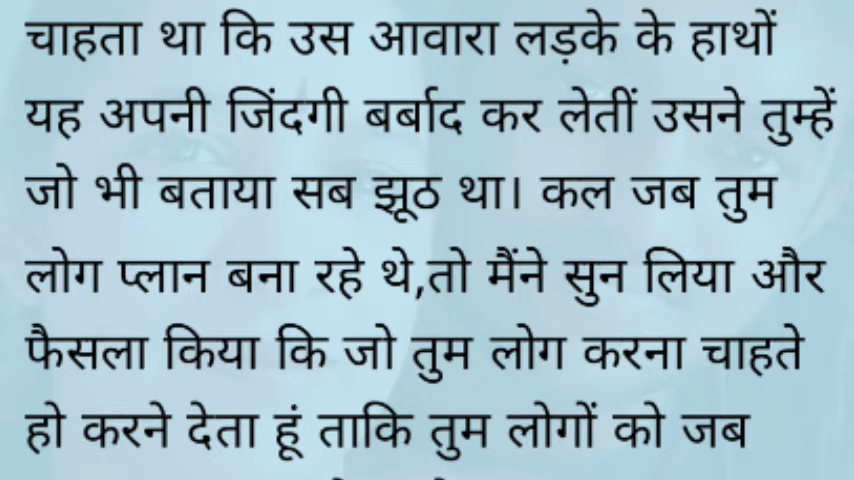 चाहता था कि उस आवारा लड़के के हाथों
यह अपनी जिंदगी बर्बाद कर लेतीं उसने तुम्हें
जो भी बताया सब झूठ था। कल जब तुम
लोग प्लान बना रहे थे,तो मैंने सुन लिया और
फैसला किया कि जो तुम लोग करना चाहते
हो करने देता हूं ताकि तुम लोगों को जब